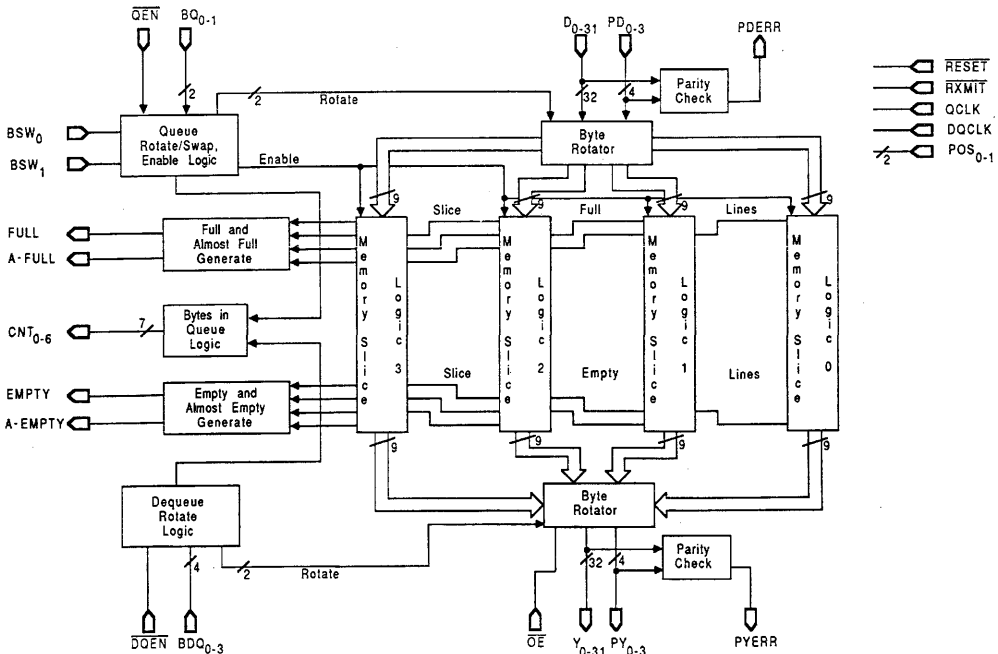 QEN BQ0-1 D0-31 PD0-3 PDERR
RESET
RXMIT
QCLK
DQCLK
2 POS0-1
Parity
Check
32 4
2
2 Rotate
BSW0
BSW1
Queue
Rotate/Swap,
Enable Logic
Enable
Byte
Rotator
9 9 9 9
Slice Full Lines
FULL
A-FULL
Full and
Almost Full
Generate
Memory Slice Logic 3
Memory Slice Logic 2
Memory Slice Logic 1
Memory Slice Logic 0
CNT0-6
7
Bytes in
Queue
Logic
Slice Empty Lines
EMPTY
A-EMPTY
Empty and
Almost Empty
Generate
9 9 9 9
Byte
Rotator
Dequeue
Rotate
Logic
4
2 Rotate
32 4
Parity
Check
DQEN BDQ0-3 OE Y0-31 PY0-3 PYERR